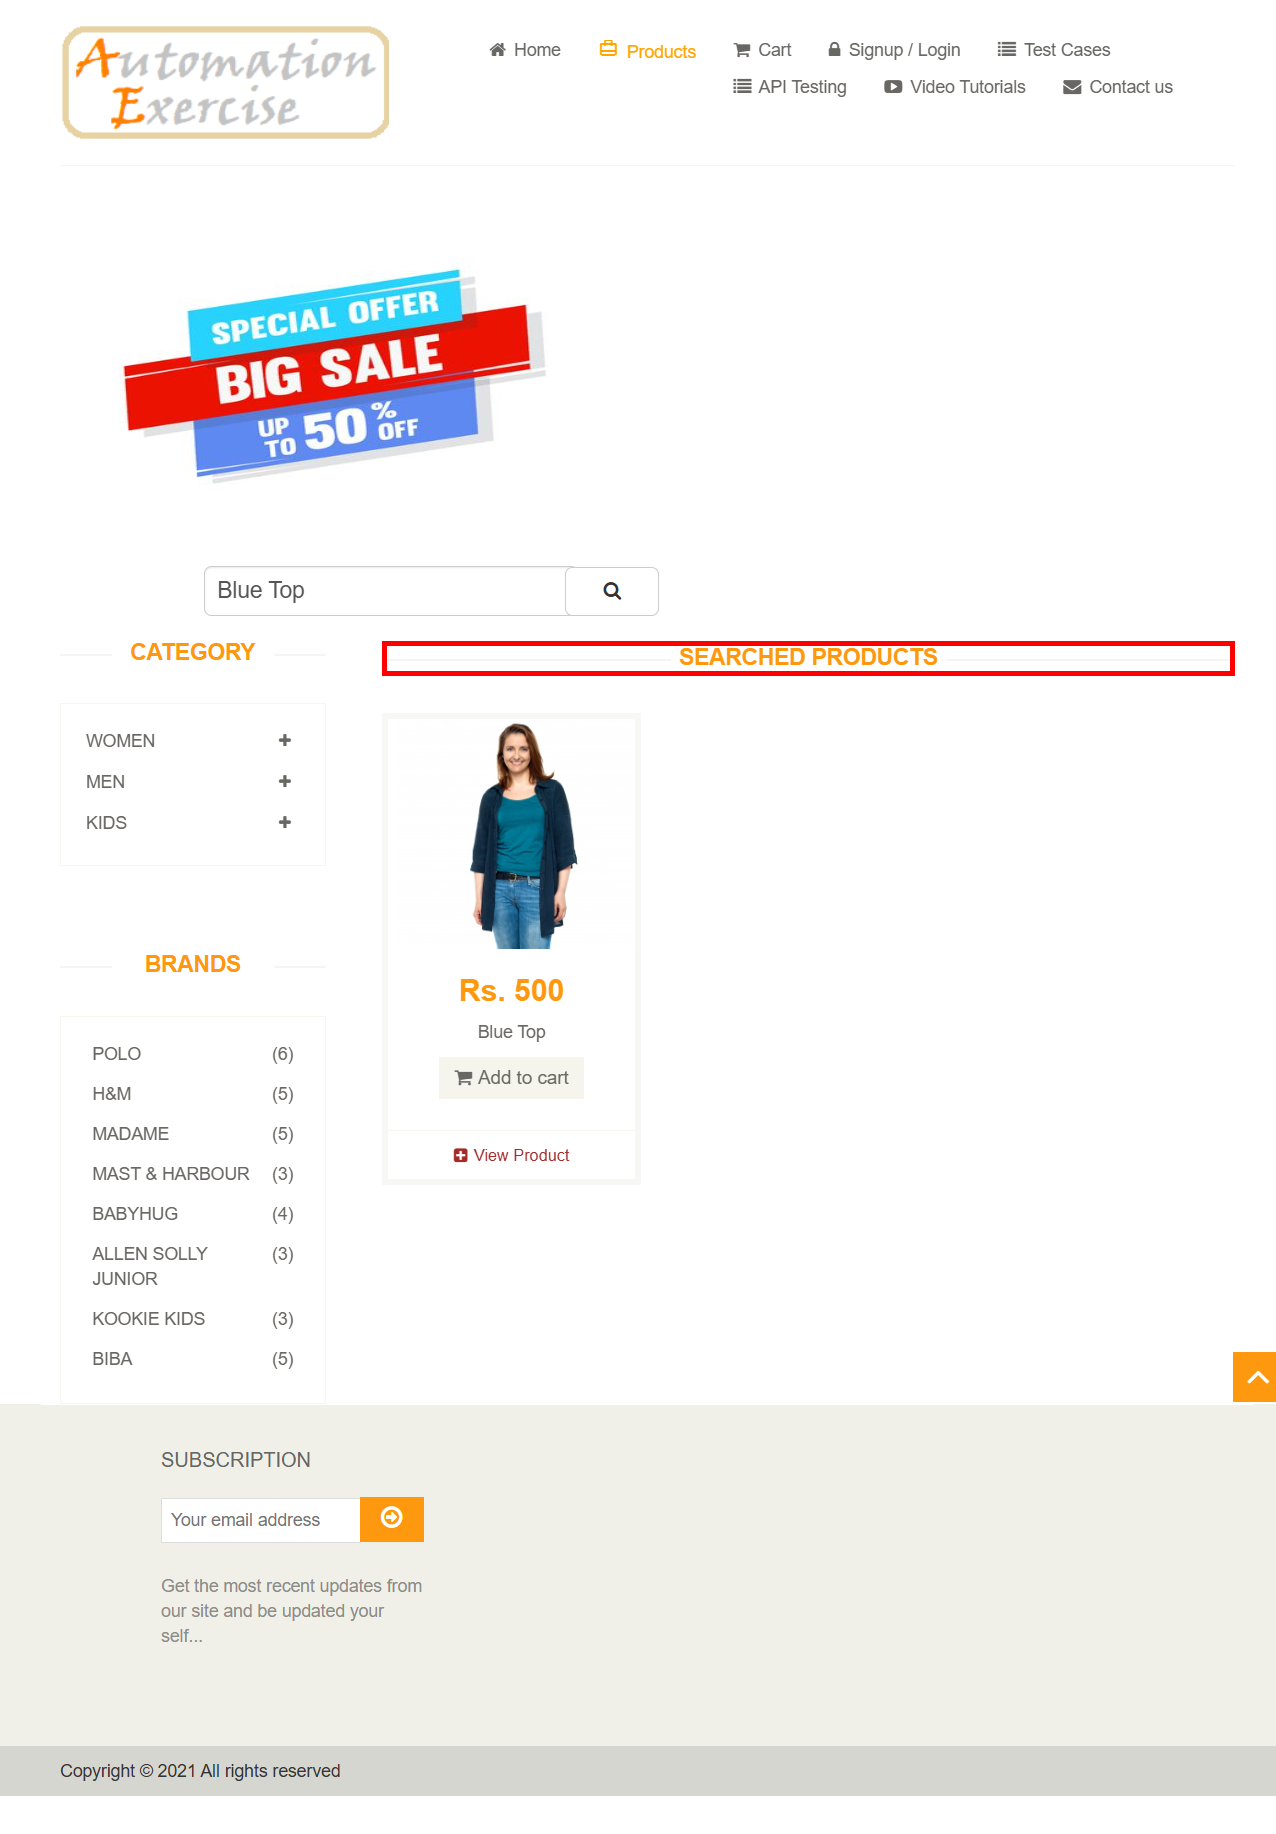 Automation
Exercise
Home
Products
Cart
Signup / Login
Test Cases
API Testing
Video Tutorials
Contact us
SPECIAL OFFER
BIG SALE
UP TO 50% OFF
Blue Top
CATEGORY
WOMEN
MEN
KIDS
BRANDS
POLO (6)
H&M (5)
MADAME (5)
MAST & HARBOUR (3)
BABYHUG (4)
ALLEN SOLLY (3)
JUNIOR
KOOKIE KIDS (3)
BIBA (5)
SEARCHED PRODUCTS
Rs. 500
Blue Top
Add to cart
View Product
SUBSCRIPTION
Your email address
Get the most recent updates from
our site and be updated your
self...
Copyright © 2021 All rights reserved